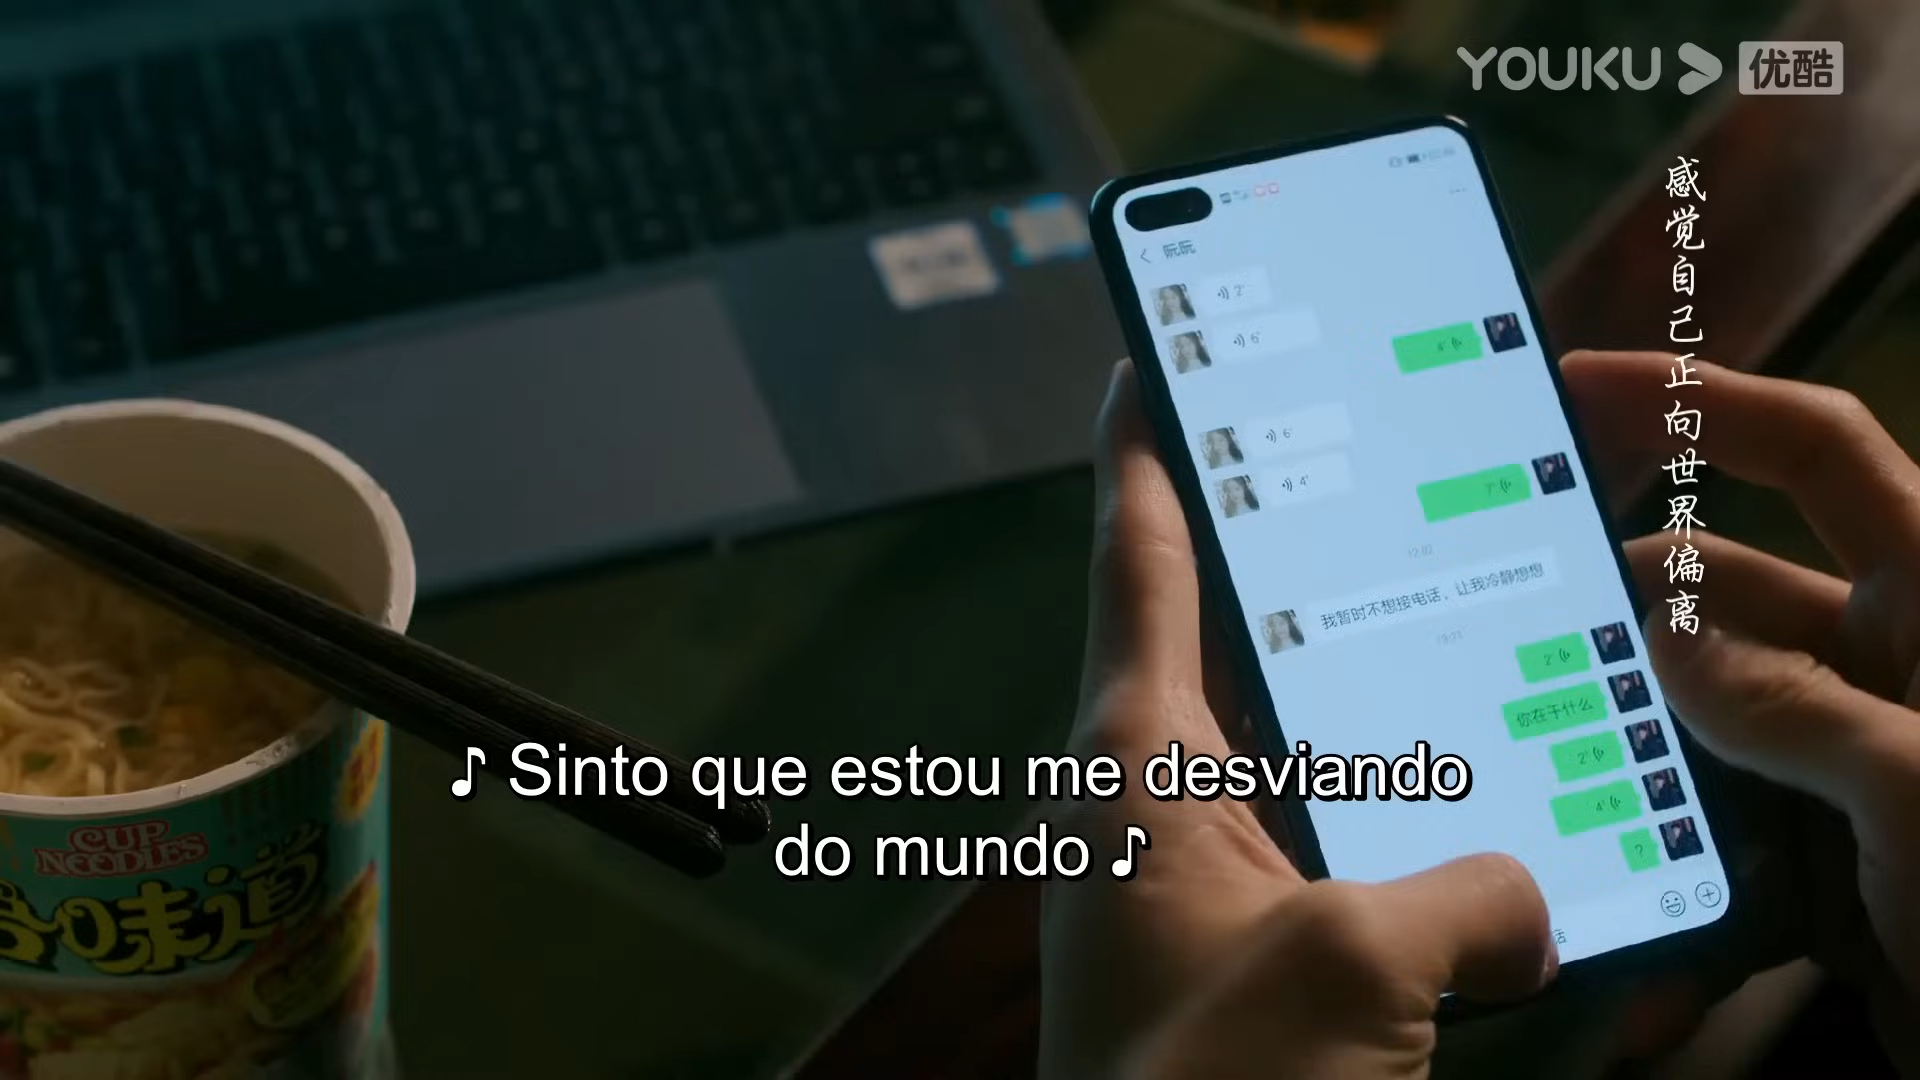 YOUKU 优酷
感觉自己正向世界偏离
阮阮
2"
6"
4"
6"
4"
7"
12:02
我暂时不想接电话，让我冷静想想
2"
你在干什么
2"
4"
?
CUP
NOODLES
合味道
♪ Sinto que estou me desviando
do mundo ♪